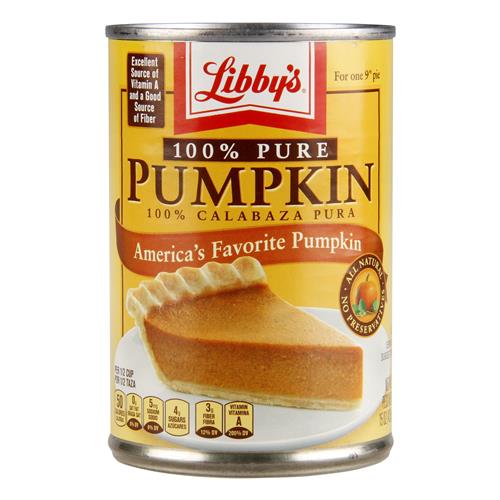 Excellent
Source of
Vitamin A
and a Good
Source
of Fiber
Libby's®
For one 9" pie
100% PURE
PUMPKIN
100% CALABAZA PURA
America's Favorite Pumpkin
ALL NATURAL
NO PRESERVATIVES
PER 1/2 CUP
POR 1/2 TAZA
50
CALORIES
0g
SAT FAT
0% DV
5mg
SODIUM
SODIO
0% DV
4g
SUGARS
AZÚCARES
3g
FIBER
FIBRA
12% DV
VITAMIN
VITAMINA
A
200% DV